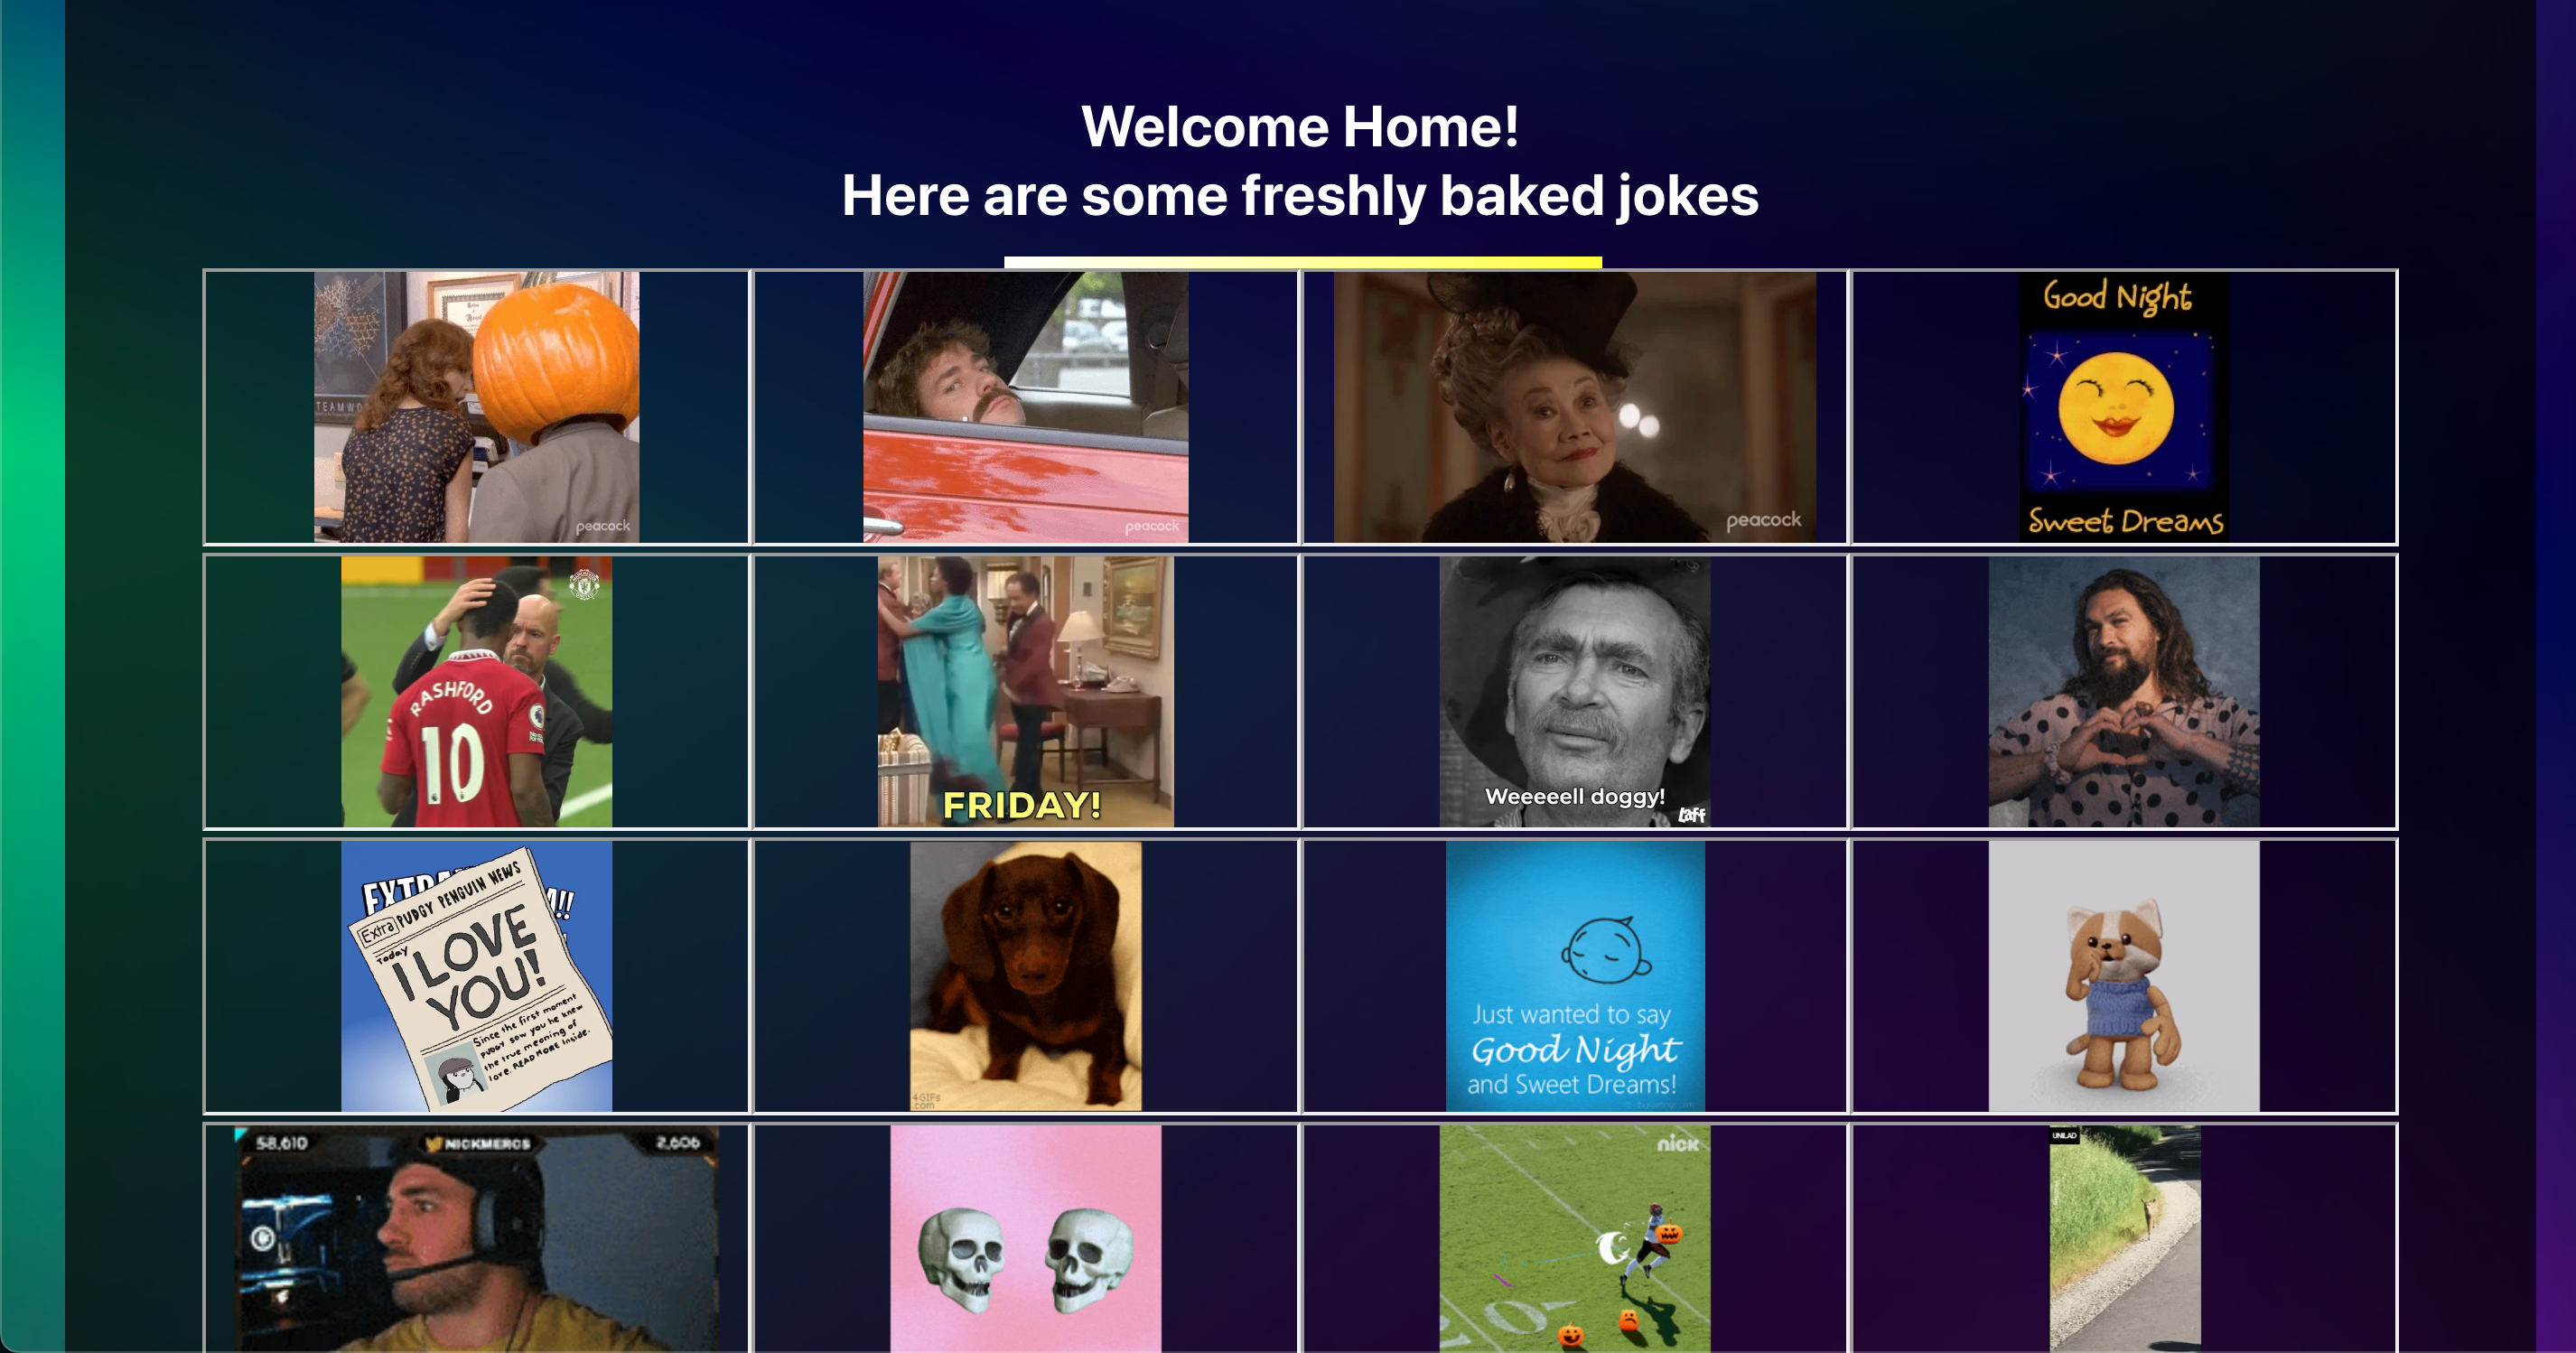 Welcome Home!
Here are some freshly baked jokes
TEAMWO
peacock
peacock
peacock
Good Night
Sweet Dreams
RASHFORD
10
FRIDAY!
Weeeeell doggy!
Laff
EXTRA
!!
Extra
PUDGY PENGUIN NEWS
Today
I LOVE
YOU!
Since the first moment
PUDGY saw you he knew
the true meaning of
love. READ MORE inside.
4GIFs
.com
Just wanted to say
Good Night
and Sweet Dreams!
58,610
NICKMERCS
2,606
nick
20
UNILAD